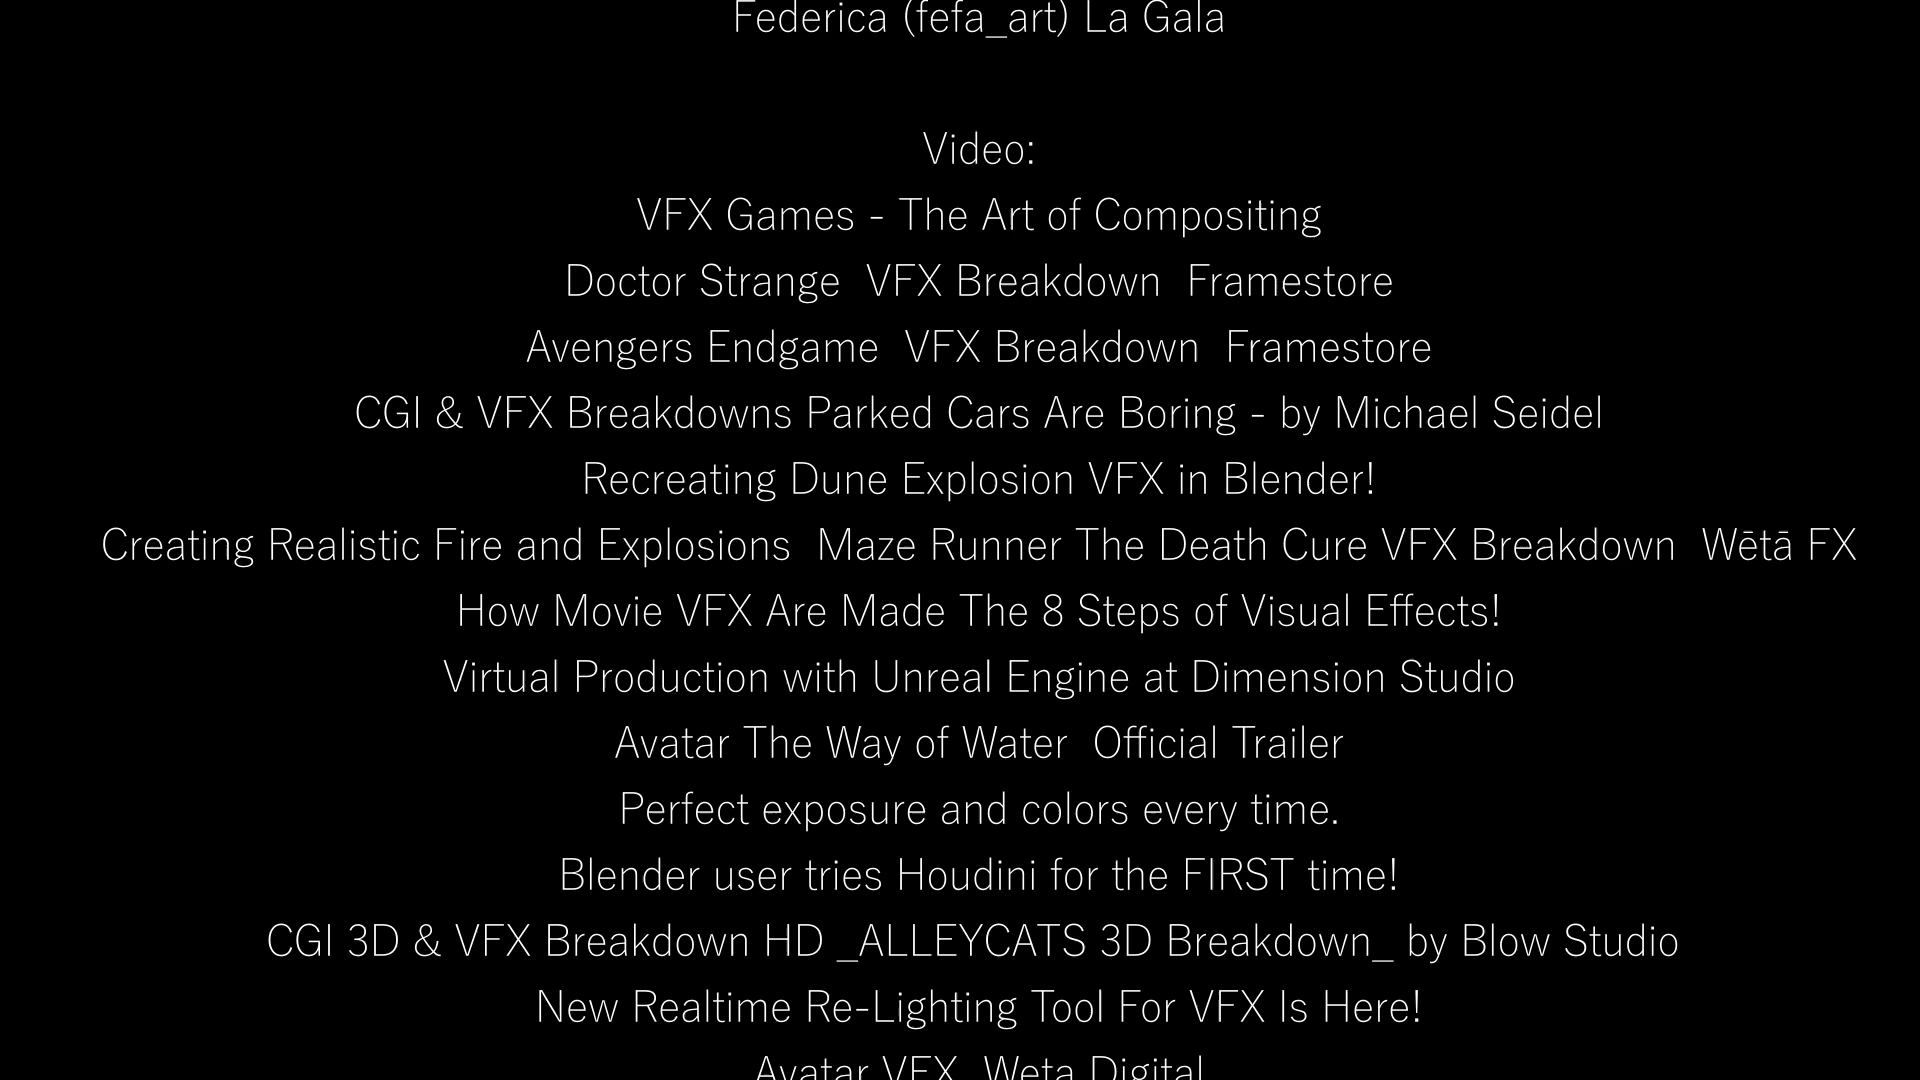 Federica (fefa_art) La Gala
Video:
VFX Games - The Art of Compositing
Doctor Strange  VFX Breakdown  Framestore
Avengers Endgame  VFX Breakdown  Framestore
CGI & VFX Breakdowns Parked Cars Are Boring - by Michael Seidel
Recreating Dune Explosion VFX in Blender!
Creating Realistic Fire and Explosions  Maze Runner The Death Cure VFX Breakdown  Wētā FX
How Movie VFX Are Made The 8 Steps of Visual Effects!
Virtual Production with Unreal Engine at Dimension Studio
Avatar The Way of Water  Official Trailer
Perfect exposure and colors every time.
Blender user tries Houdini for the FIRST time!
CGI 3D & VFX Breakdown HD _ALLEYCATS 3D Breakdown_ by Blow Studio
New Realtime Re-Lighting Tool For VFX Is Here!
Avatar VFX  Weta Digital